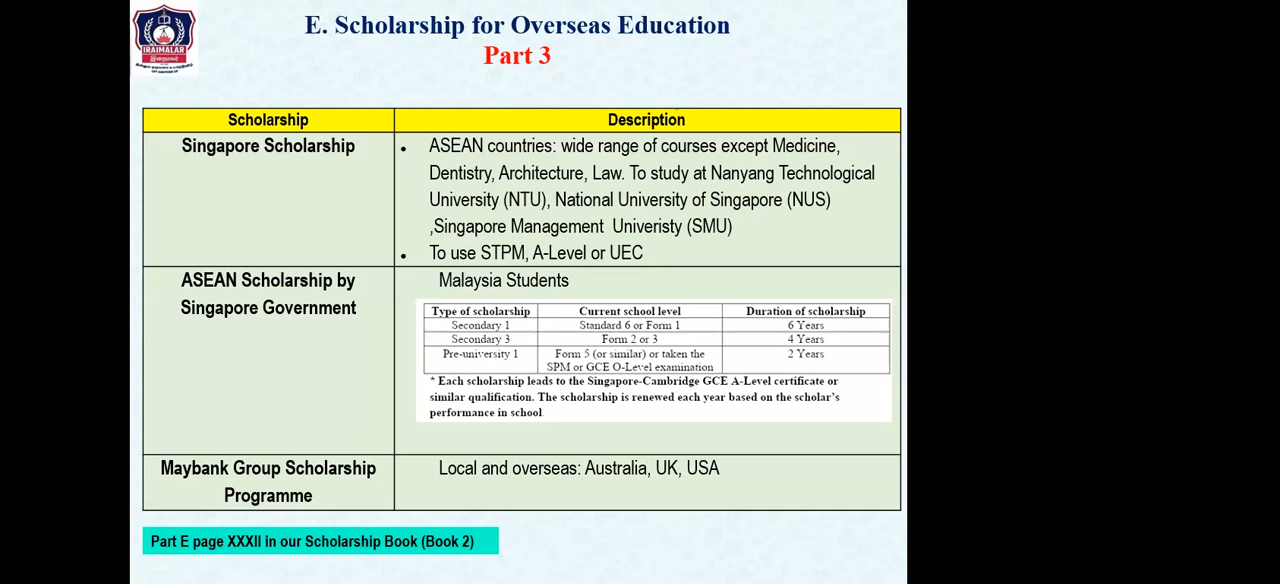 E. Scholarship for Overseas Education
Part 3
IRAIMALAR
இறைமலர்
Scholarship
Description
Singapore Scholarship
• ASEAN countries: wide range of courses except Medicine,
Dentistry, Architecture, Law. To study at Nanyang Technological
University (NTU), National University of Singapore (NUS)
,Singapore Management Univeristy (SMU)
• To use STPM, A-Level or UEC
ASEAN Scholarship by
Singapore Government
Malaysia Students
Type of scholarship Current school level Duration of scholarship
Secondary 1 Standard 6 or Form 1 6 Years
Secondary 3 Form 2 or 3 4 Years
Pre-university 1 Form 5 (or similar) or taken the 2 Years
SPM or GCE O-Level examination
* Each scholarship leads to the Singapore-Cambridge GCE A-Level certificate or
similar qualification. The scholarship is renewed each year based on the scholar's
performance in school.
Maybank Group Scholarship
Programme
Local and overseas: Australia, UK, USA
Part E page XXXII in our Scholarship Book (Book 2)